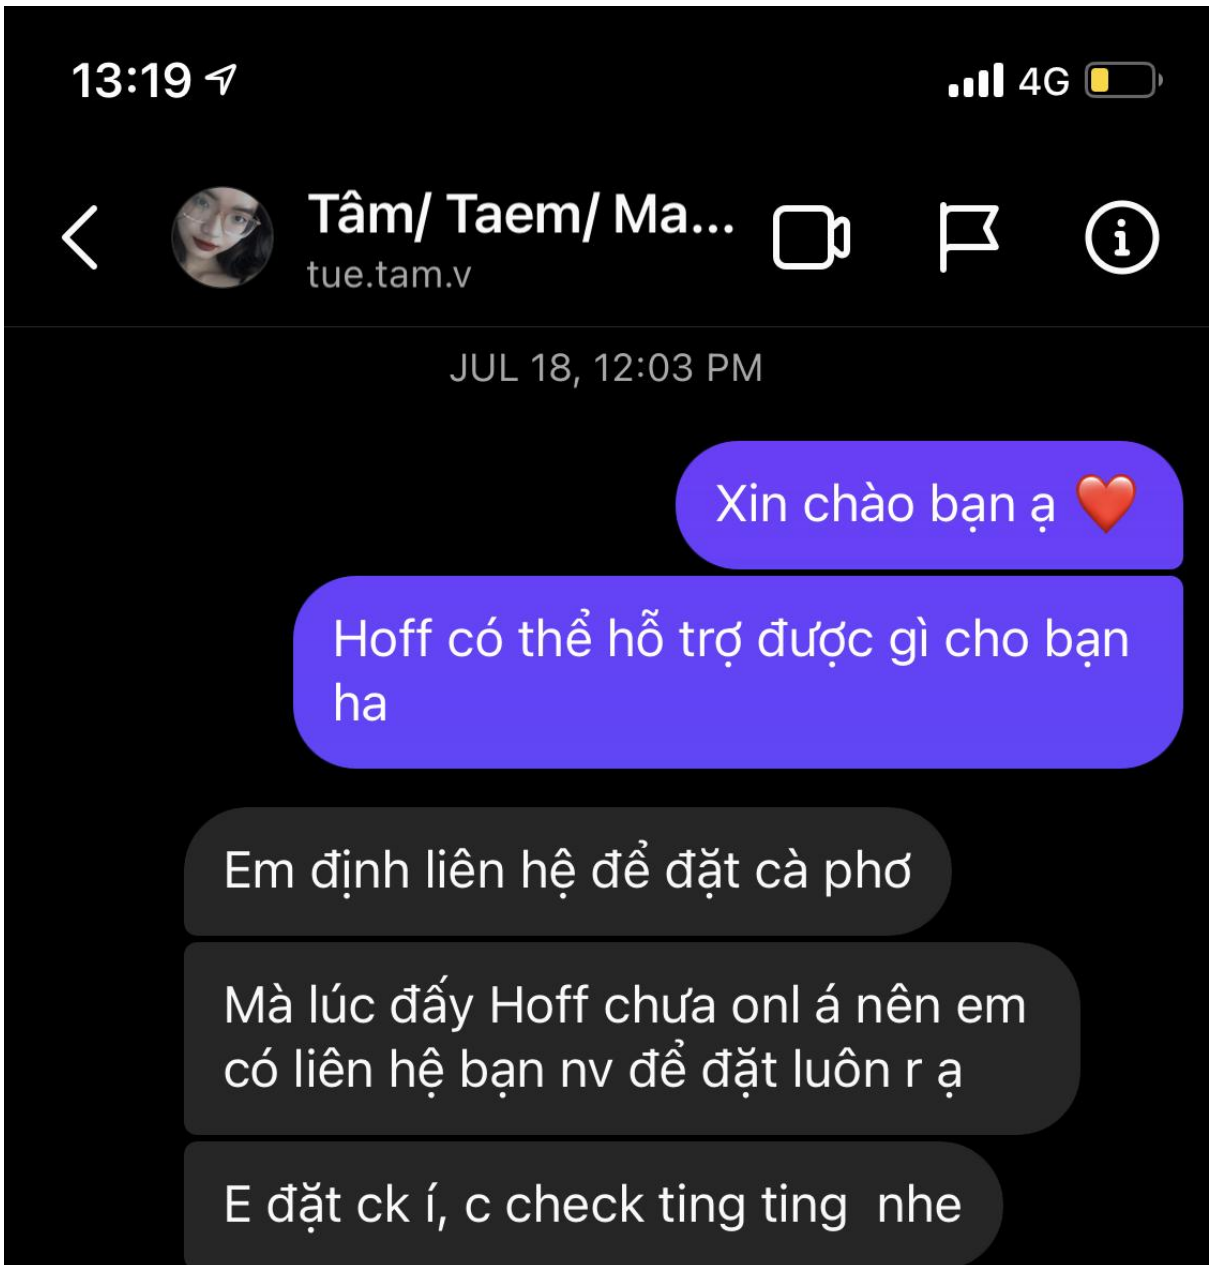 13:19
4G
Tâm/ Taem/ Ma...
tue.tam.v
JUL 18, 12:03 PM
Xin chào bạn ạ ❤️
Hoff có thể hỗ trợ được gì cho bạn
ha
Em định liên hệ để đặt cà phơ
Mà lúc đấy Hoff chưa onl á nên em
có liên hệ bạn nv để đặt luôn r ạ
E đặt ck í, c check ting ting nhe